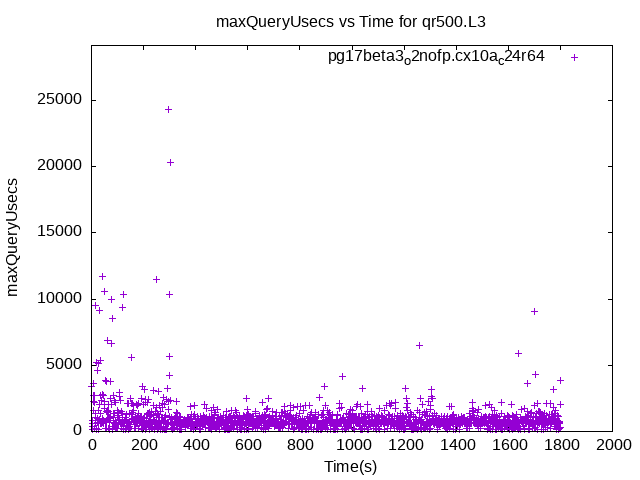 maxQueryUsecs vs Time for qr500.L3
pg17beta3_o2nofp.cx10a_c24r64
25000
20000
15000
10000
5000
0
maxQueryUsecs
0 200 400 600 800 1000 1200 1400 1600 1800 2000
Time(s)